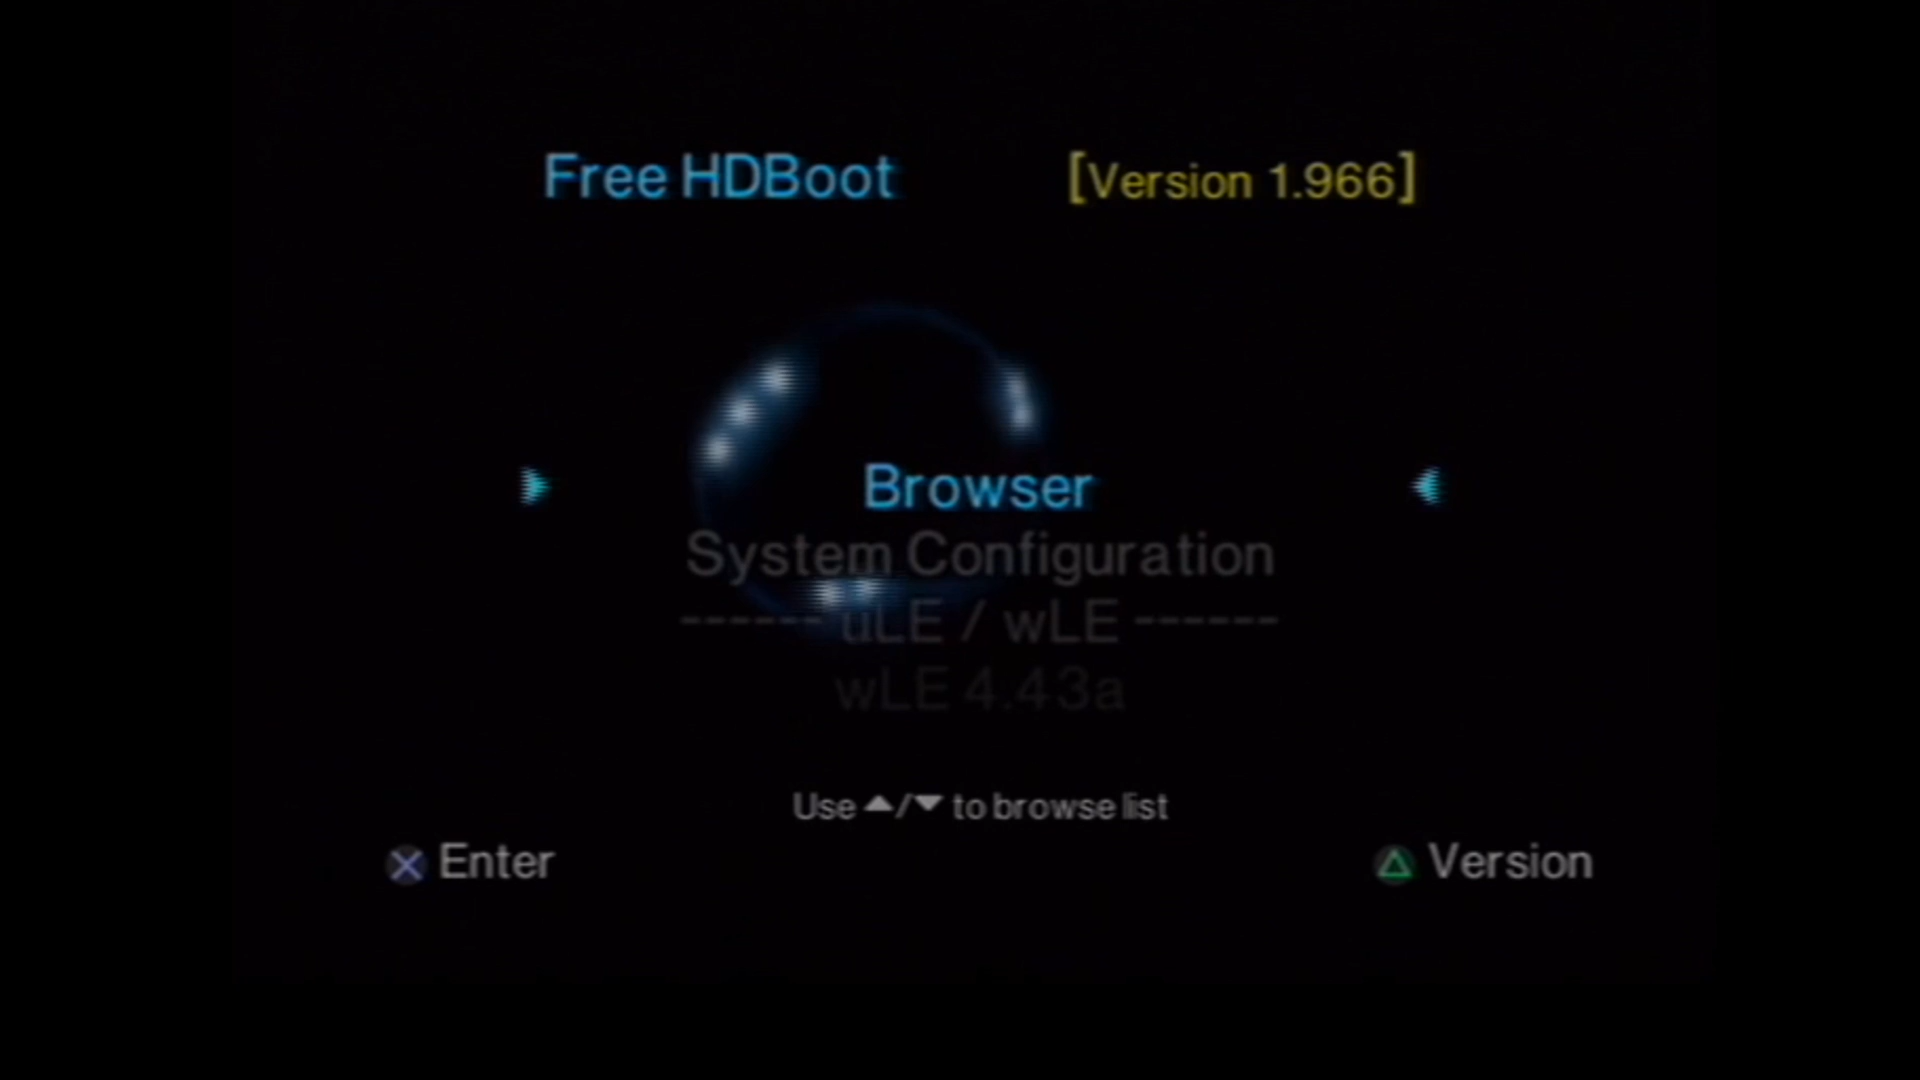 Free HDBoot [Version 1.966]
Browser
System Configuration
------ uLE / wLE ------
wLE 4.43a
Use ▲/▼ to browse list
Enter
Version